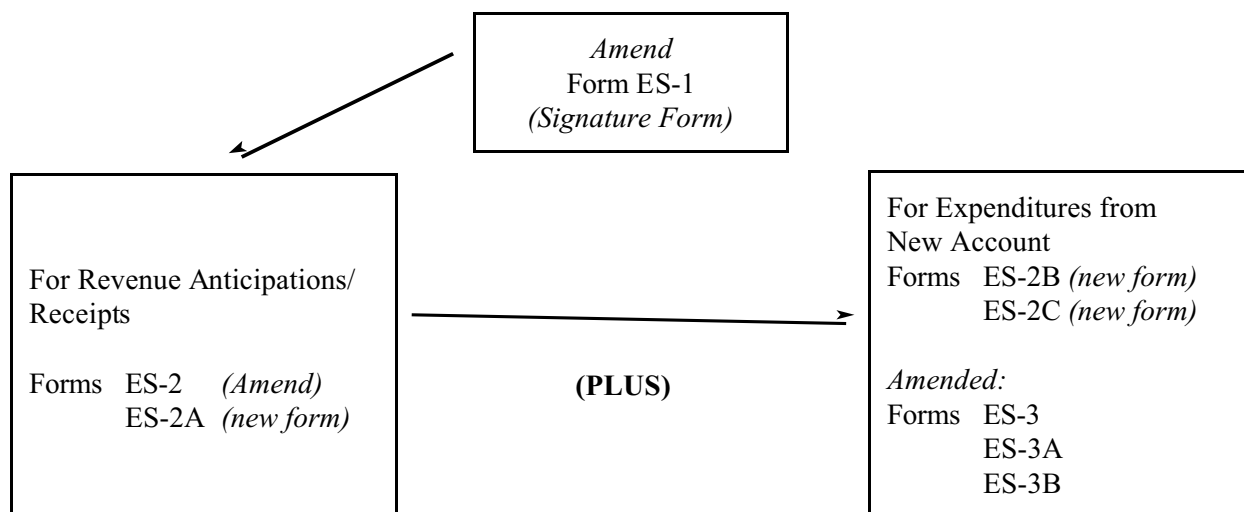 Amend
Form ES-1
(Signature Form)
For Revenue Anticipations/
Receipts
Forms ES-2 (Amend)
ES-2A (new form)
(PLUS)
For Expenditures from
New Account
Forms ES-2B (new form)
ES-2C (new form)
Amended:
Forms ES-3
ES-3A
ES-3B